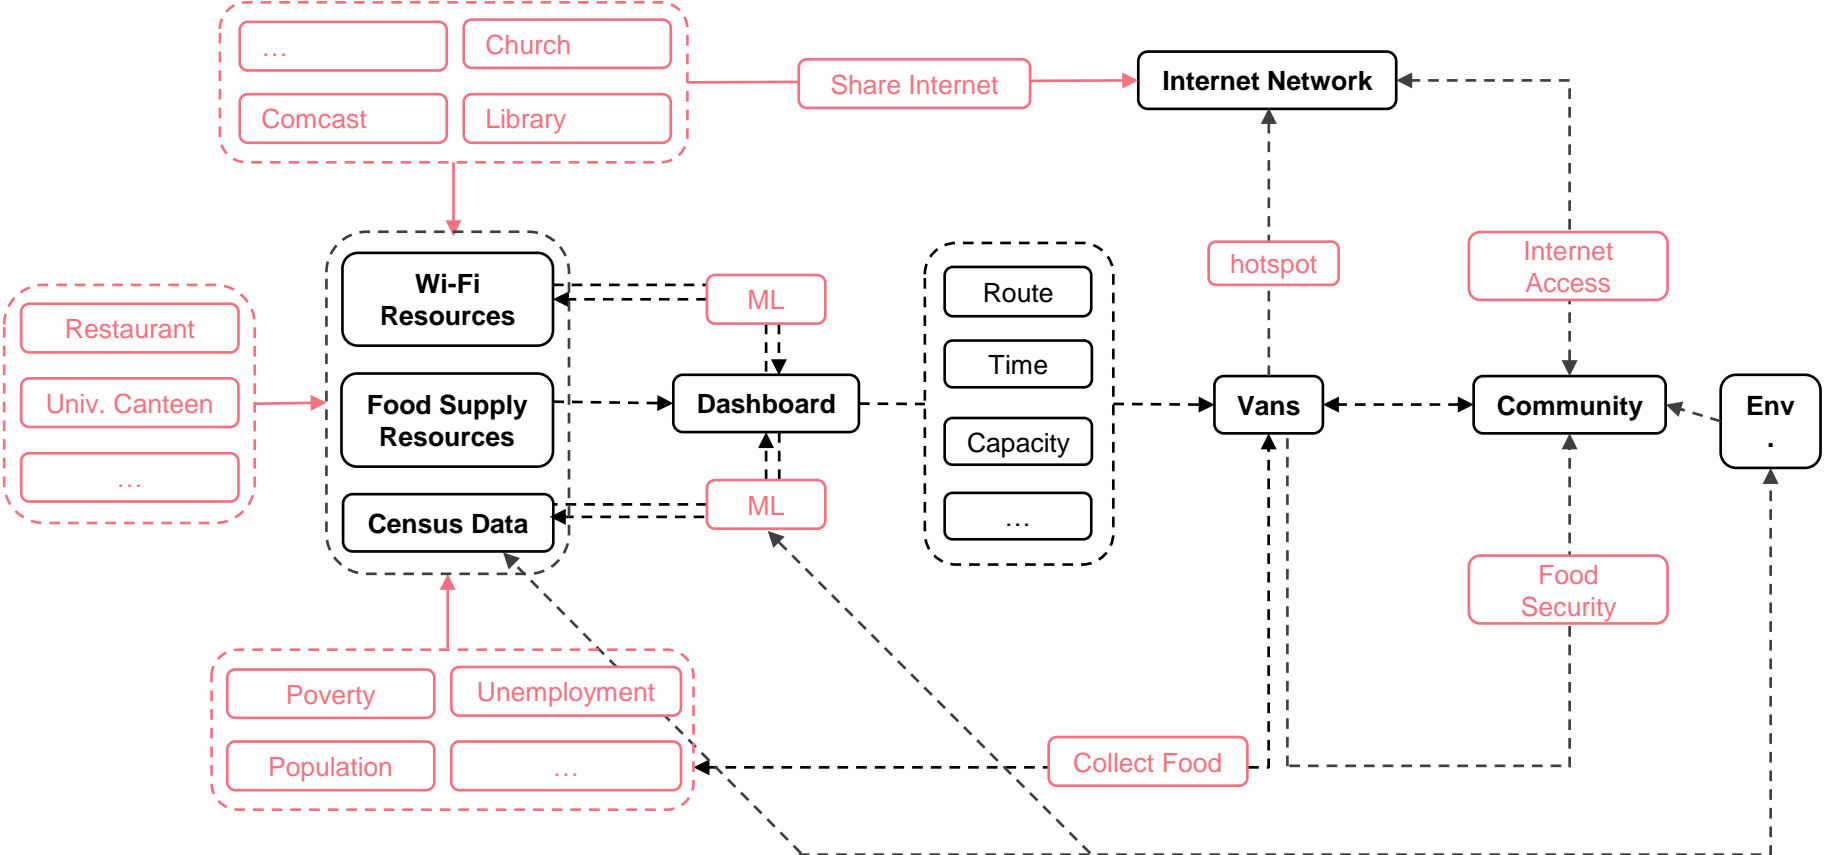 …
Church
Comcast
Library
Share Internet
Internet Network
Restaurant
Univ. Canteen
…
Wi-Fi
Resources
Food Supply
Resources
Census Data
ML
Dashboard
ML
Route
Time
Capacity
…
hotspot
Vans
Internet
Access
Community
Env
.
Food
Security
Poverty
Unemployment
Population
…
Collect Food